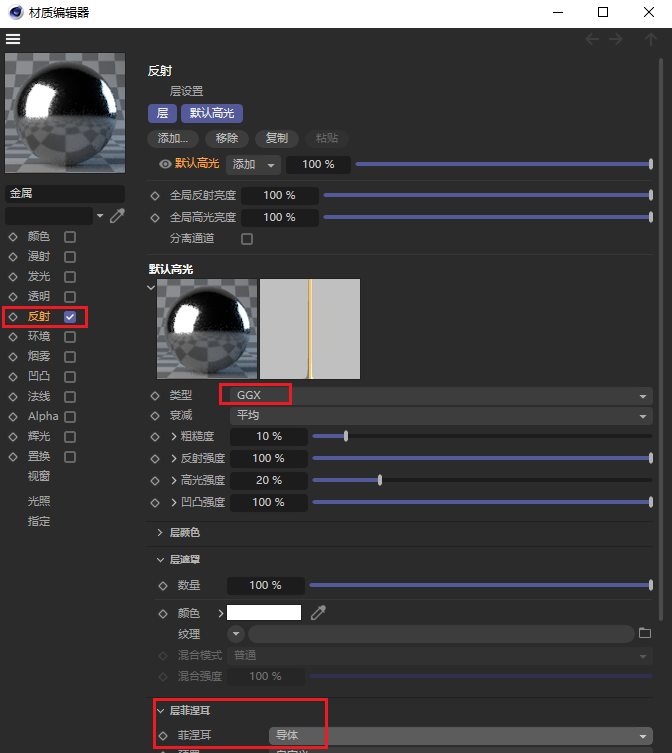 材质编辑器
反射
层设置
层 默认高光
添加... 移除 复制 粘贴
默认高光 添加 100 %
全局反射亮度 100 %
全局高光亮度 100 %
分离通道
默认高光
类型 GGX
衰减 平均
粗糙度 10 %
反射强度 100 %
高光强度 20 %
凹凸强度 100 %
层颜色
层遮罩
数量 100 %
颜色
纹理
混合模式 普通
混合强度 100 %
层菲涅耳
菲涅耳 导体
金属
颜色
漫射
发光
透明
反射
环境
烟雾
凹凸
法线
Alpha
辉光
置换
视窗
光照
指定